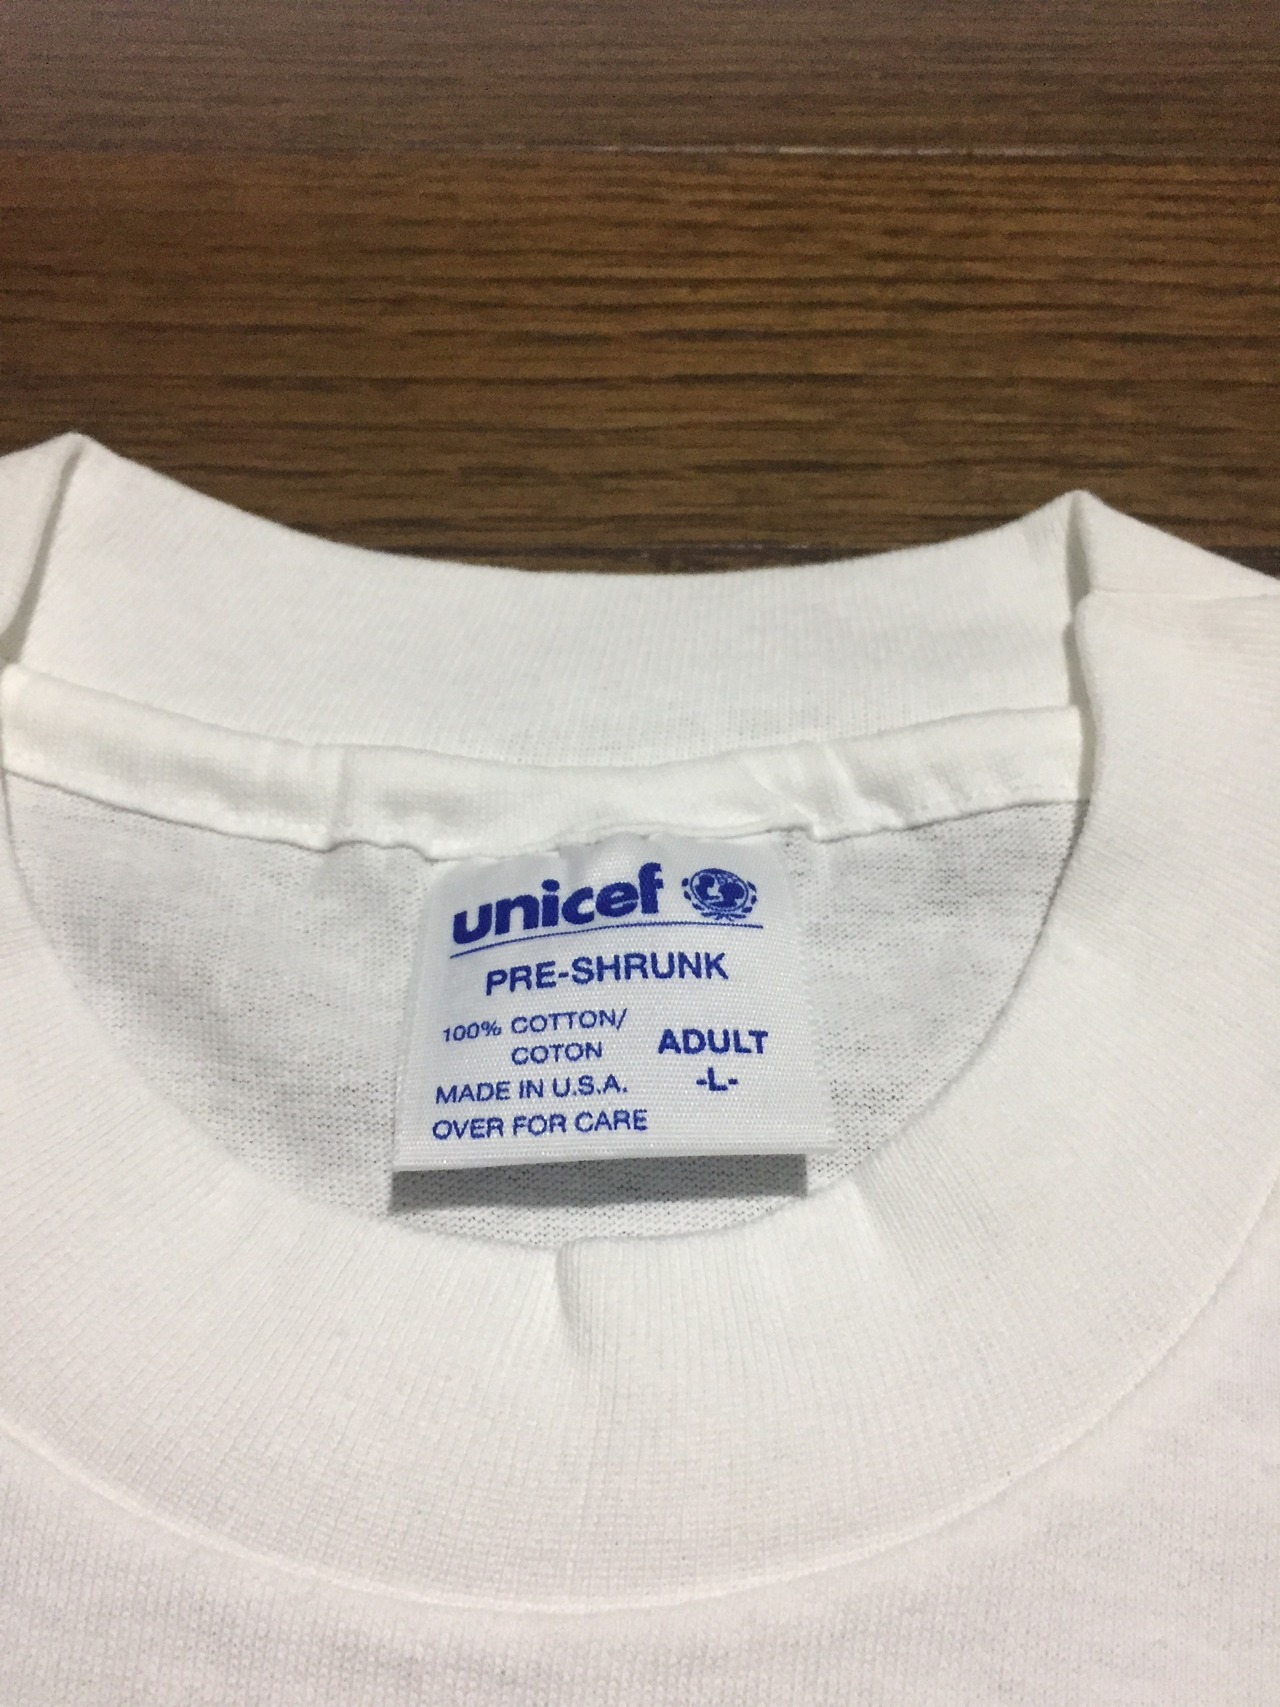 unicef
PRE-SHRUNK
100% COTTON/
COTON
ADULT
-L-
MADE IN U.S.A.
OVER FOR CARE